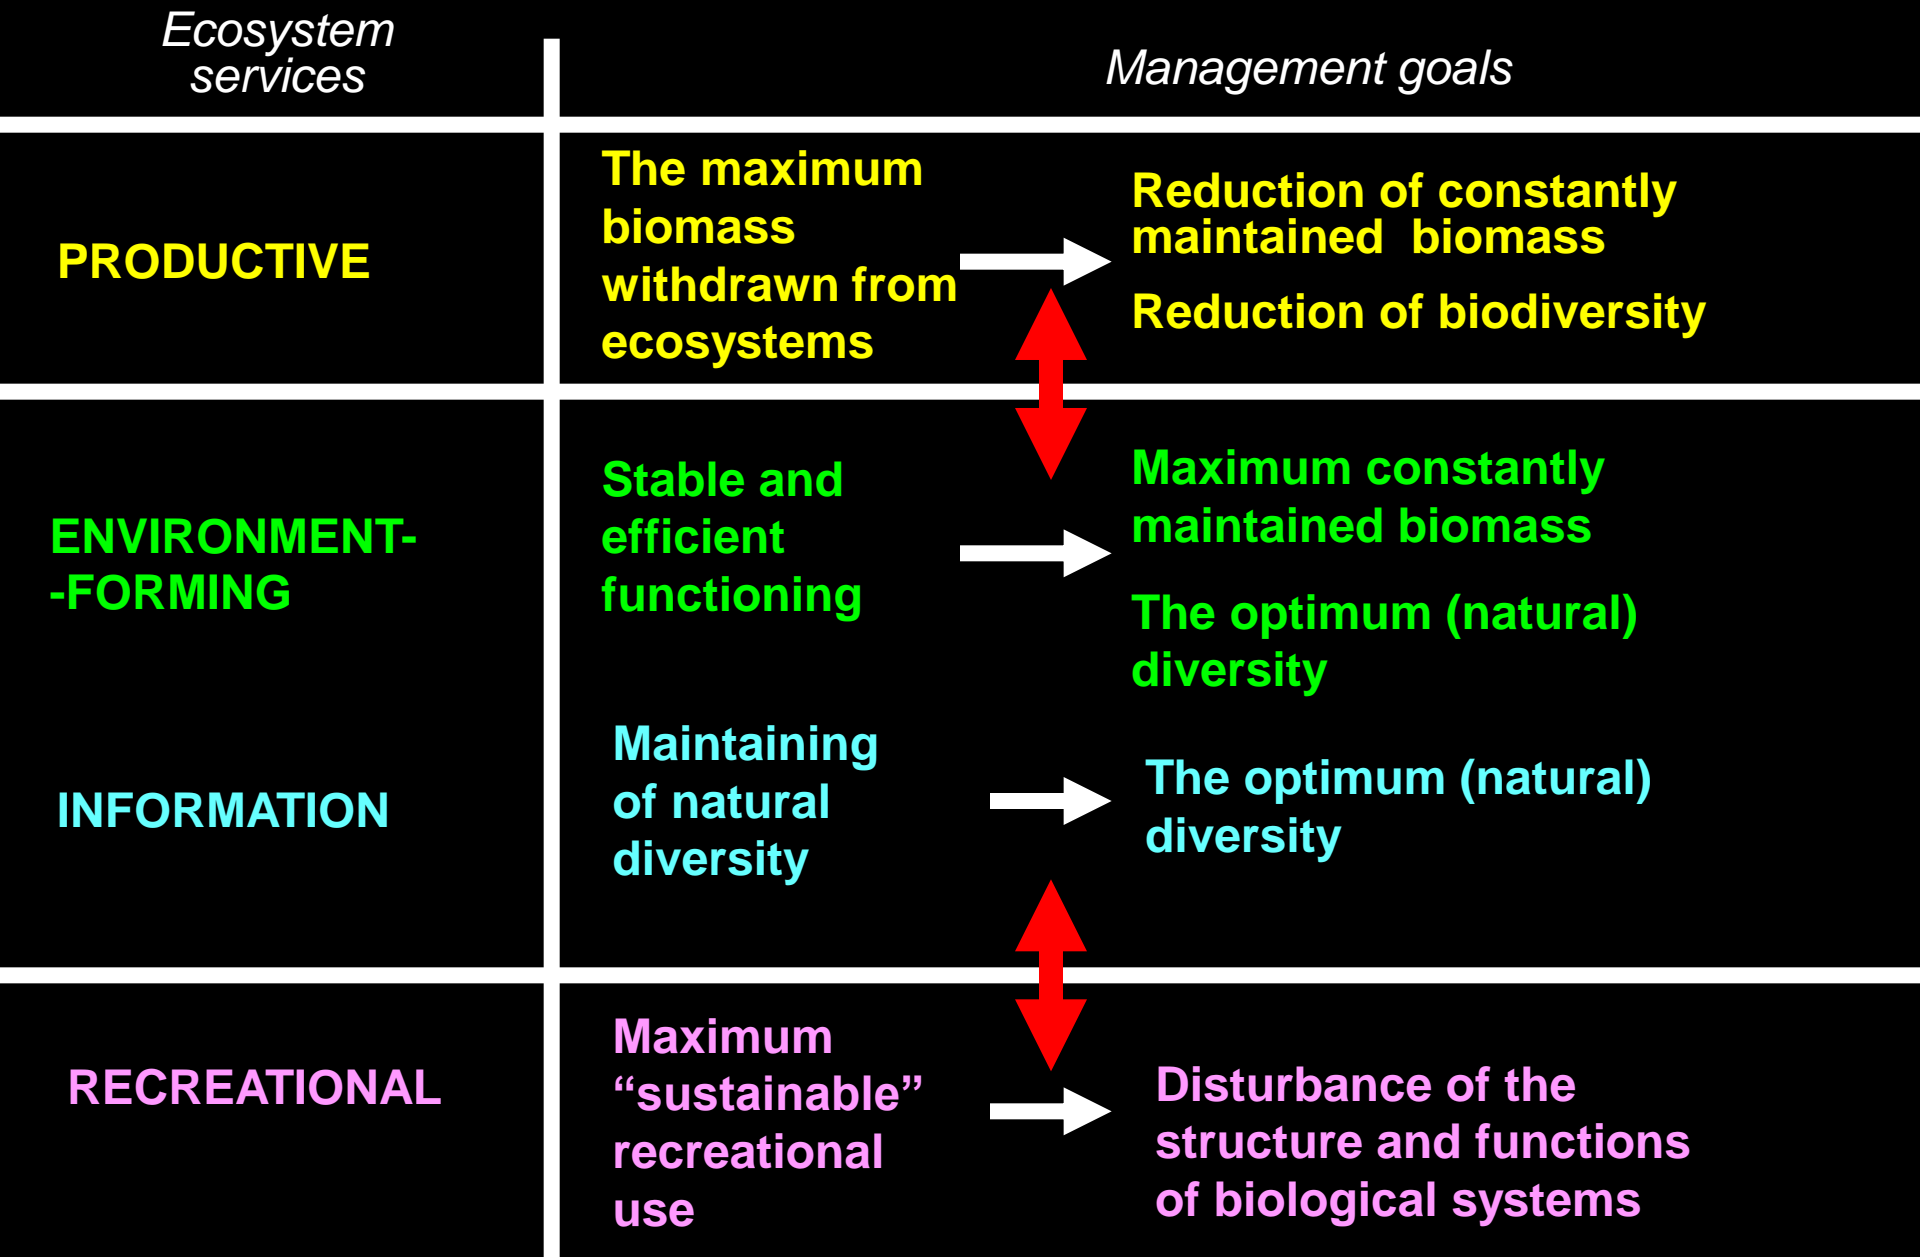 Ecosystem
services
Management goals
PRODUCTIVE
The maximum
biomass
withdrawn from
ecosystems
Reduction of constantly
maintained biomass
Reduction of biodiversity
ENVIRONMENT-
-FORMING
Stable and
efficient
functioning
Maximum constantly
maintained biomass
The optimum (natural)
diversity
INFORMATION
Maintaining
of natural
diversity
The optimum (natural)
diversity
RECREATIONAL
Maximum
“sustainable”
recreational
use
Disturbance of the
structure and functions
of biological systems